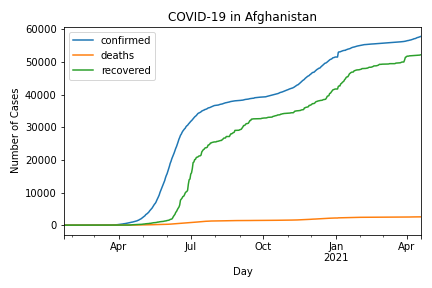 COVID-19 in Afghanistan
confirmed
deaths
recovered
Number of Cases
60000
50000
40000
30000
20000
10000
0
Apr
Jul
Oct
Jan
2021
Apr
Day